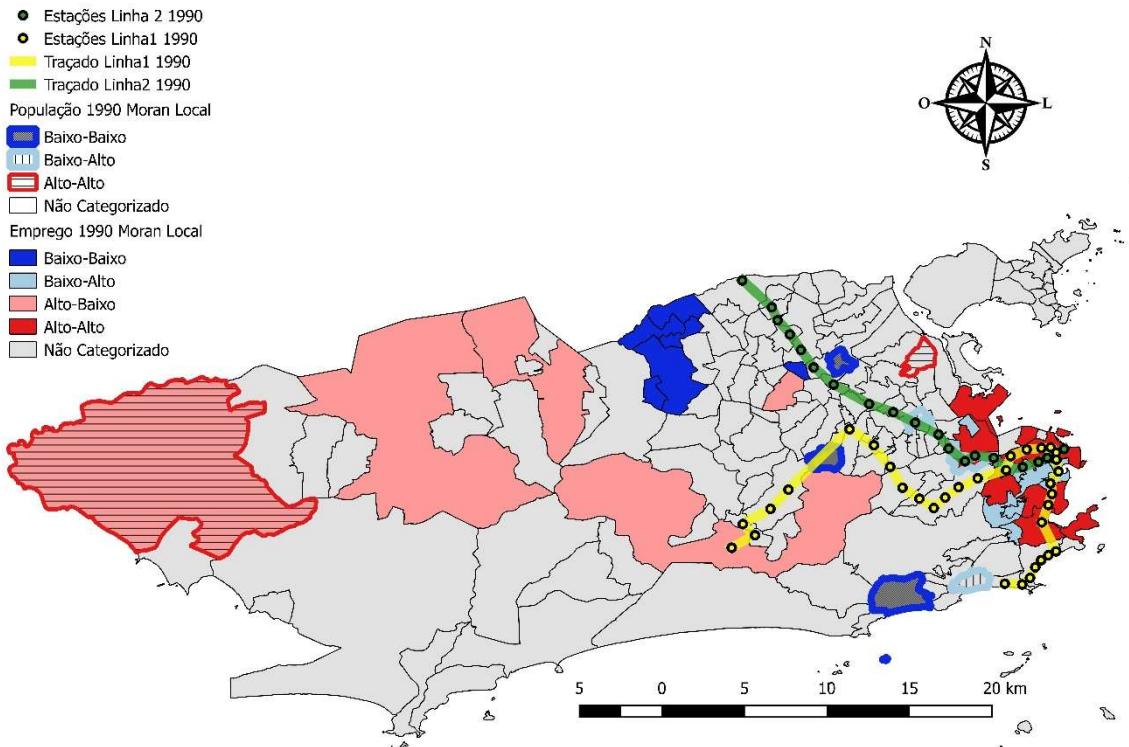 Estações Linha 2 1990
Estações Linha1 1990
Traçado Linha1 1990
Traçado Linha2 1990
População 1990 Moran Local
Baixo-Baixo
Baixo-Alto
Alto-Alto
Não Categorizado
Emprego 1990 Moran Local
Baixo-Baixo
Baixo-Alto
Alto-Baixo
Alto-Alto
Não Categorizado
N
O L
S
5 0 5 10 15 20 km